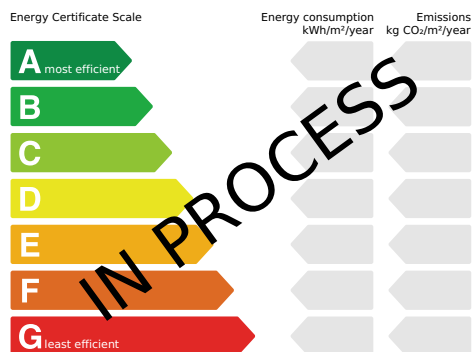 Energy Certificate Scale
Energy consumption
kWh/m²/year
Emissions
kg CO₂/m²/year
A most efficient
B
C
D
E
F
G least efficient
IN PROCESS